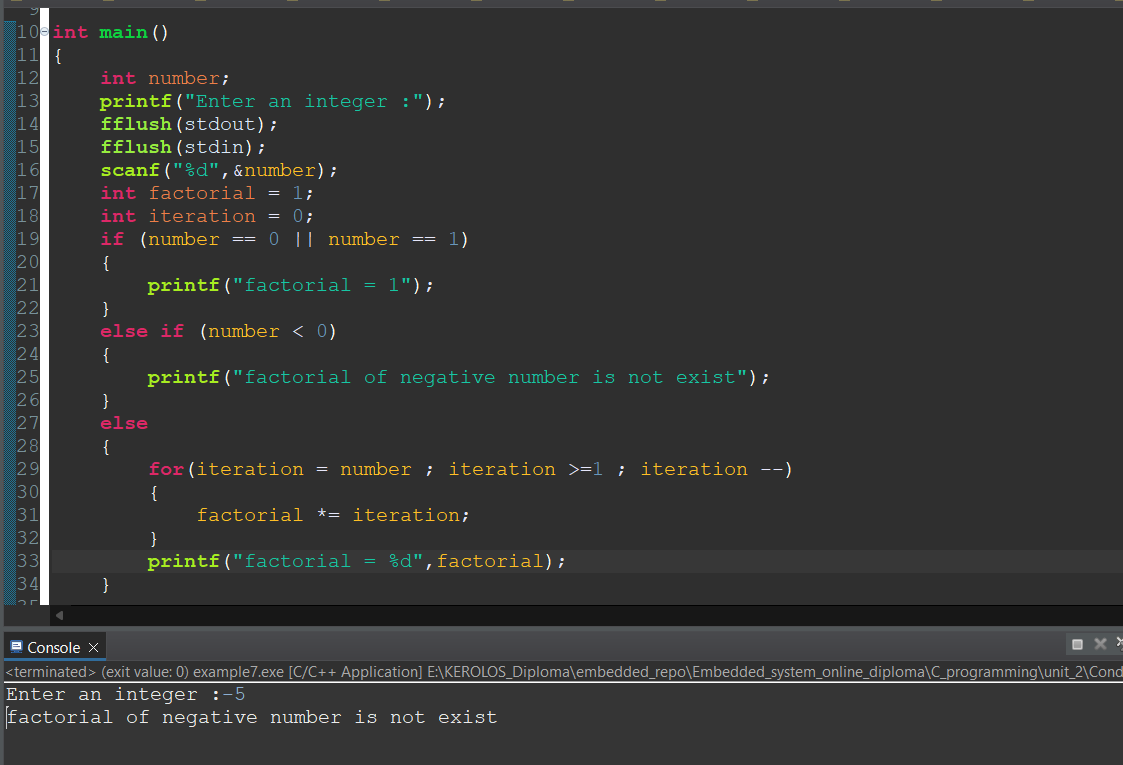 10 int main()
11 {
12     int number;
13     printf("Enter an integer :");
14     fflush(stdout);
15     fflush(stdin);
16     scanf("%d",&number);
17     int factorial = 1;
18     int iteration = 0;
19     if (number == 0 || number == 1)
20     {
21         printf("factorial = 1");
22     }
23     else if (number < 0)
24     {
25         printf("factorial of negative number is not exist");
26     }
27     else
28     {
29         for(iteration = number ; iteration >=1 ; iteration --)
30         {
31             factorial *= iteration;
32         }
33         printf("factorial = %d",factorial);
34     }
Console
<terminated> (exit value: 0) example7.exe [C/C++ Application] E:\KEROLOS_Diploma\embedded_repo\Embedded_system_online_diploma\C_programming\unit_2\Cond
Enter an integer :-5
factorial of negative number is not exist